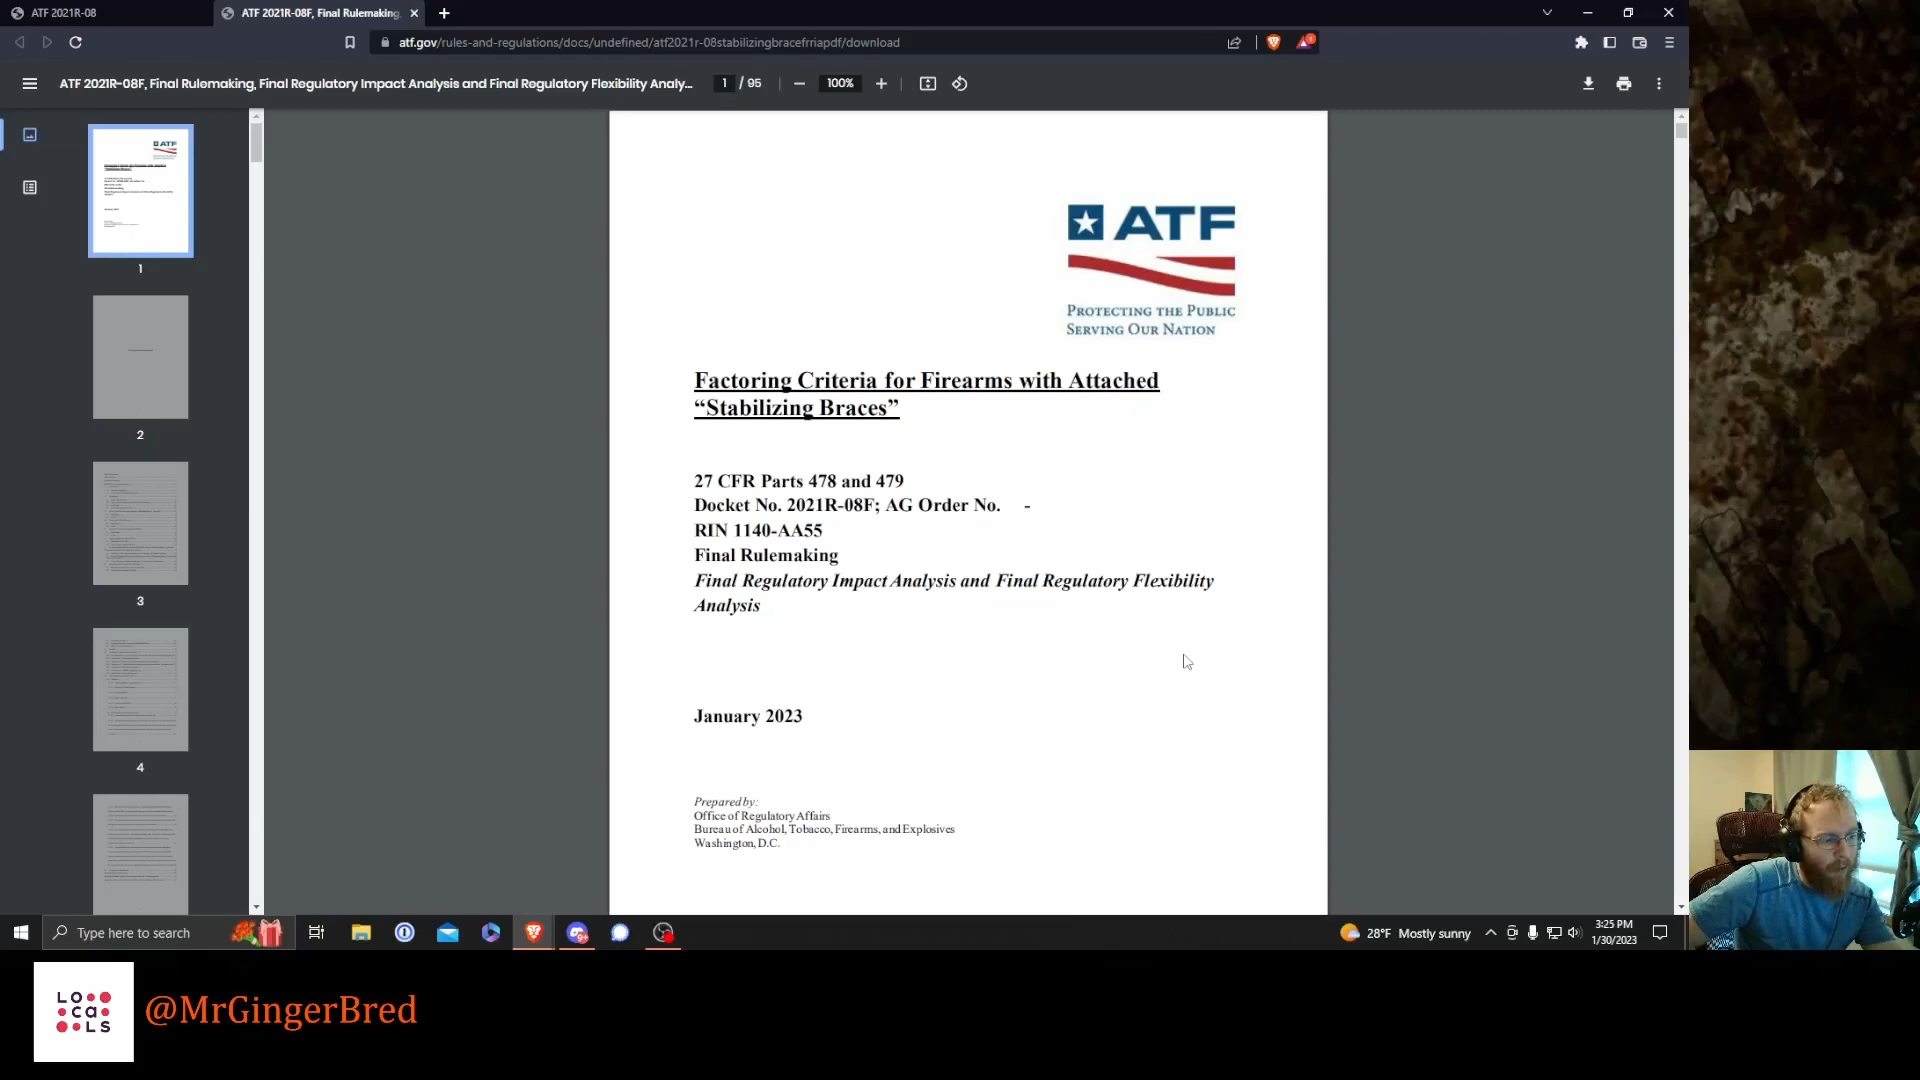 ATF 2021R-08
ATF 2021R-08F, Final Rulemaking,
atf.gov/rules-and-regulations/docs/undefined/atf2021r-08stabilizingbracefrriapdf/download
1
ATF 2021R-08F, Final Rulemaking, Final Regulatory Impact Analysis and Final Regulatory Flexibility Analy...
1 / 95
100%
ATF
1
2
3
4
ATF
PROTECTING THE PUBLIC
SERVING OUR NATION
Factoring Criteria for Firearms with Attached
“Stabilizing Braces”
27 CFR Parts 478 and 479
Docket No. 2021R-08F; AG Order No. -
RIN 1140-AA55
Final Rulemaking
Final Regulatory Impact Analysis and Final Regulatory Flexibility
Analysis
January 2023
Prepared by:
Office of Regulatory Affairs
Bureau of Alcohol, Tobacco, Firearms, and Explosives
Washington, D.C.
Type here to search
28°F Mostly sunny
3:25 PM
1/30/2023
LOCALS
@MrGingerBred